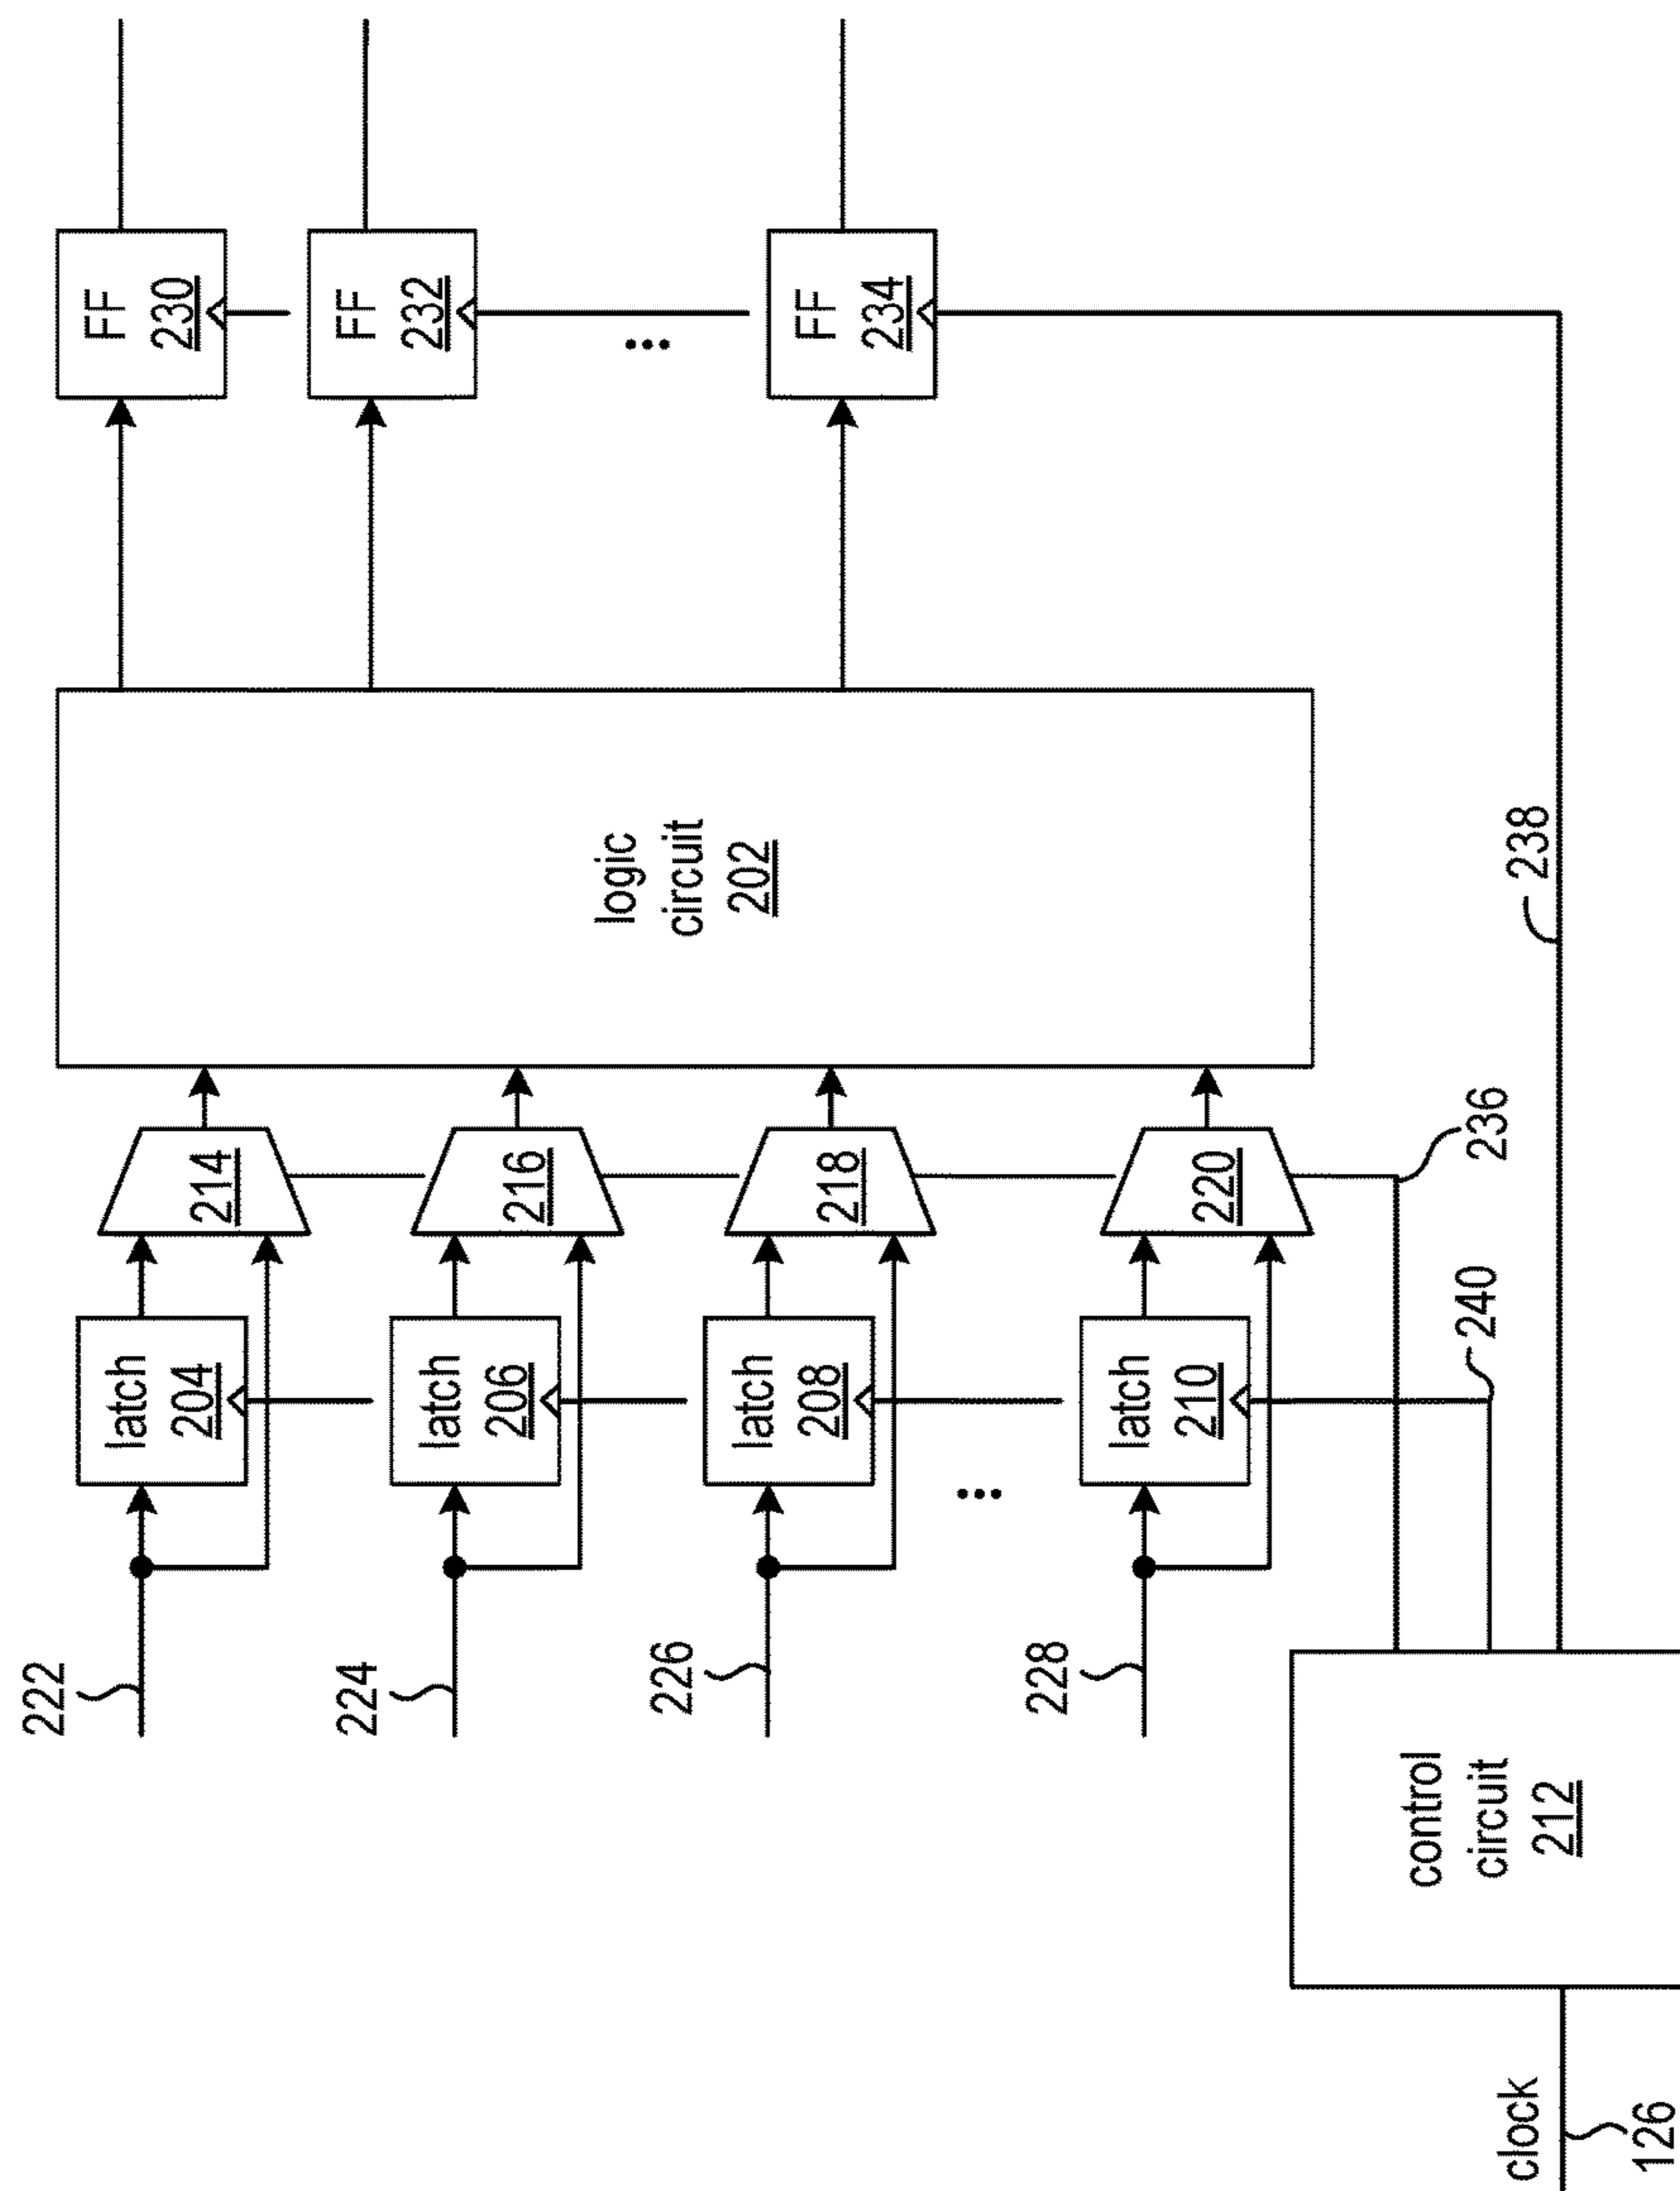 222
latch
204
214
FF
230
224
latch
206
216
FF
232
226
latch
208
218
logic
circuit
202
...
...
FF
234
228
latch
210
220
236
240
238
control
circuit
212
clock
126